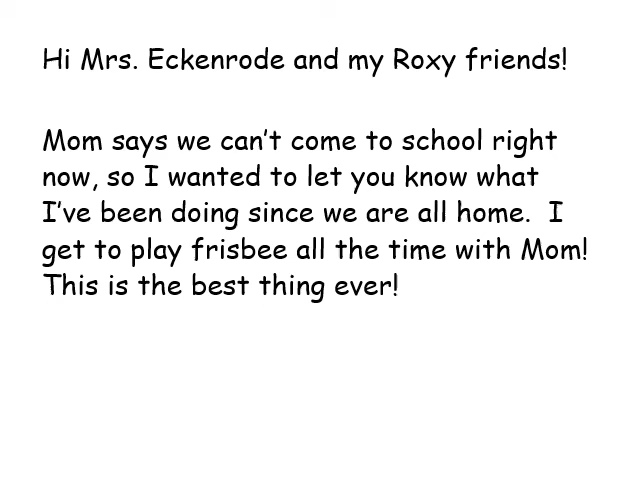 Hi Mrs. Eckenrode and my Roxy friends!
Mom says we can’t come to school right
now, so I wanted to let you know what
I’ve been doing since we are all home.  I
get to play frisbee all the time with Mom!
This is the best thing ever!